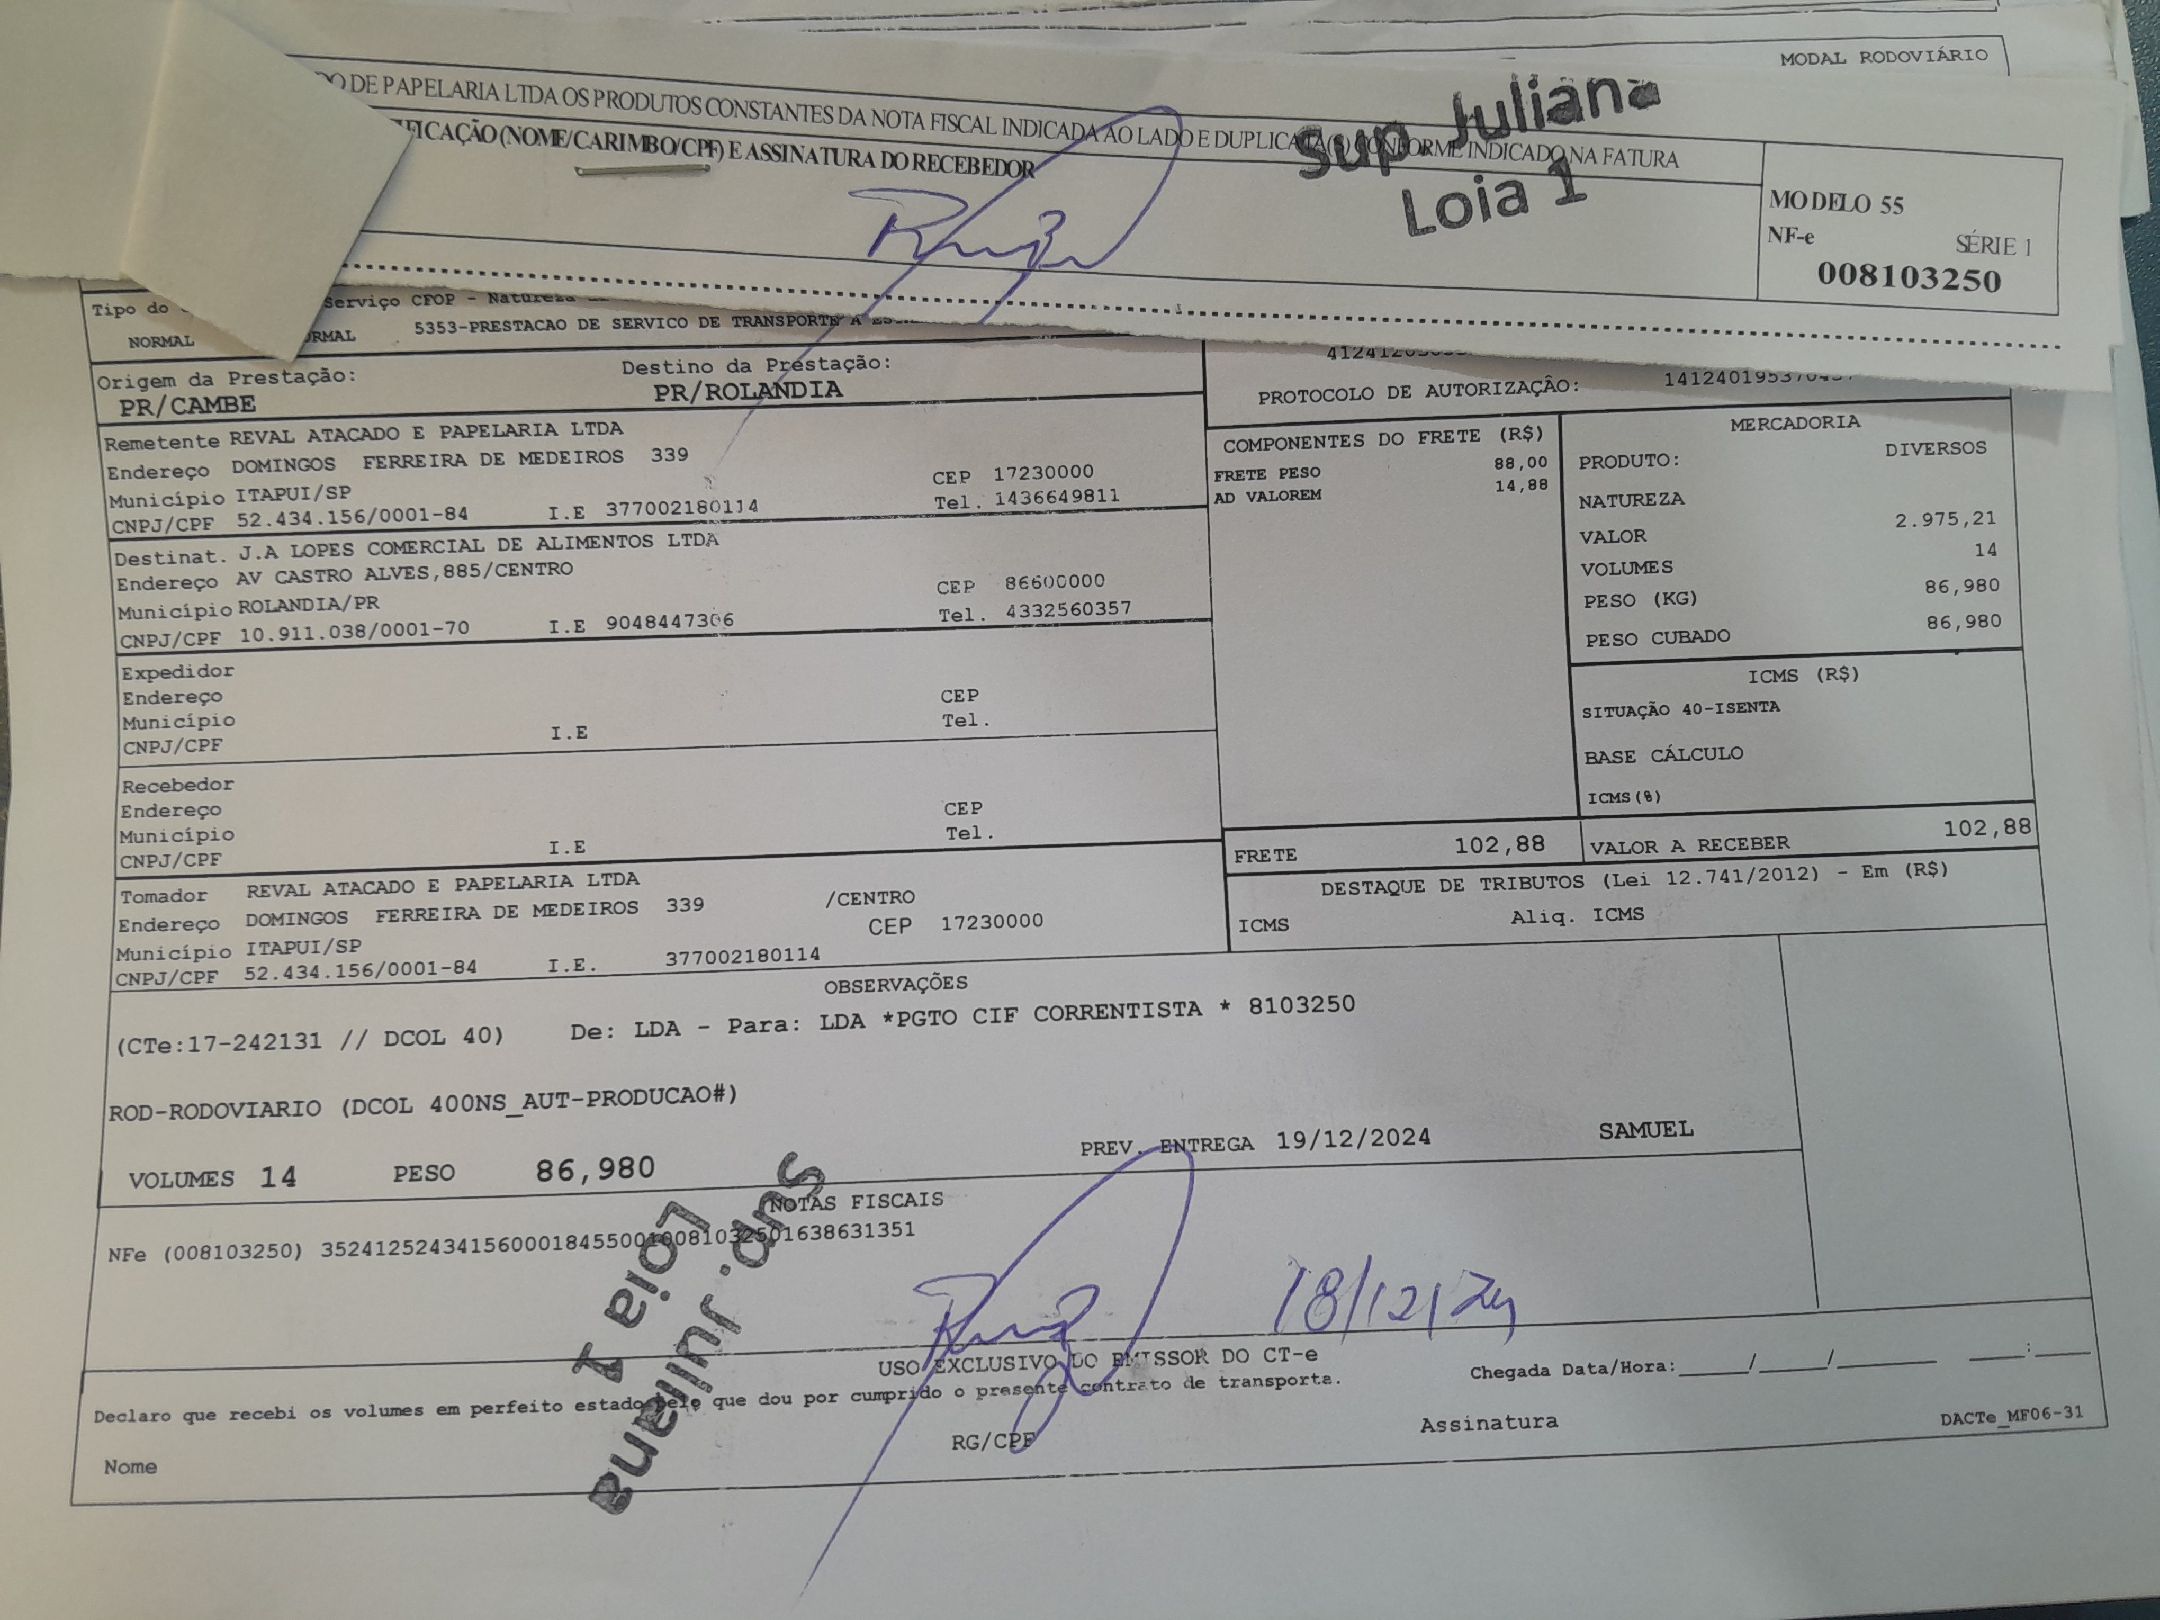 MODAL RODOVIÁRIO
DE PAPELARIA LTDA OS PRODUTOS CONSTANTES DA NOTA FISCAL INDICADA AO LADO E DUPLICATA(S) CONFORME INDICADO NA FATURA
(NOME/CARIMBO/CPF) E ASSINATURA DO RECEBEDOR
Sup Juliana
Loja 1
MODELO 55
NF-e SÉRIE 1
008103250
Tipo do CFOP -
NORMAL 5353-PRESTACAO DE SERVICO DE TRANSPORTE A
Origem da Prestação: Destino da Prestação:
PR/CAMBE PR/ROLANDIA
PROTOCOLO DE AUTORIZAÇÃO:
Remetente REVAL ATACADO E PAPELARIA LTDA
Endereço DOMINGOS FERREIRA DE MEDEIROS 339
Município ITAPUI/SP CEP 17230000
CNPJ/CPF 52.434.156/0001-84 I.E 377002180114 Tel. 1436649811
Destinat. J.A LOPES COMERCIAL DE ALIMENTOS LTDA
Endereço AV CASTRO ALVES,885/CENTRO
Município ROLANDIA/PR CEP 86600000
CNPJ/CPF 10.911.038/0001-70 I.E 9048447306 Tel. 4332560357
Expedidor
Endereço
Município CEP
CNPJ/CPF I.E Tel.
Recebedor
Endereço
Município CEP
CNPJ/CPF I.E Tel.
Tomador REVAL ATACADO E PAPELARIA LTDA
Endereço DOMINGOS FERREIRA DE MEDEIROS 339 /CENTRO
Município ITAPUI/SP CEP 17230000
CNPJ/CPF 52.434.156/0001-84 I.E. 377002180114
COMPONENTES DO FRETE (R$)
FRETE PESO 88,00
AD VALOREM 14,88
MERCADORIA
PRODUTO: DIVERSOS
NATUREZA
VALOR 2.975,21
VOLUMES 14
PESO (KG) 86,980
PESO CUBADO 86,980
ICMS (R$)
SITUAÇÃO 40-ISENTA
BASE CÁLCULO
ICMS(%)
FRETE 102,88 VALOR A RECEBER 102,88
DESTAQUE DE TRIBUTOS (Lei 12.741/2012) - Em (R$)
ICMS Aliq. ICMS
OBSERVAÇÕES
(CTe:17-242131 // DCOL 40) De: LDA - Para: LDA *PGTO CIF CORRENTISTA * 8103250
ROD-RODOVIARIO (DCOL 400NS_AUT-PRODUCAO#)
VOLUMES 14 PESO 86,980 PREV. ENTREGA 19/12/2024 SAMUEL
NOTAS FISCAIS
NFe (008103250) 35241252434156000184550010081032501638631351
Sup. Juliana
Loja 1
18/12/24
USO EXCLUSIVO DO EMISSOR DO CT-e
Declaro que recebi os volumes em perfeito estado pelo que dou por cumprido o presente contrato de transporte.
Chegada Data/Hora:____/____/______ ___:___
Nome RG/CPF Assinatura DACTe_MF06-31